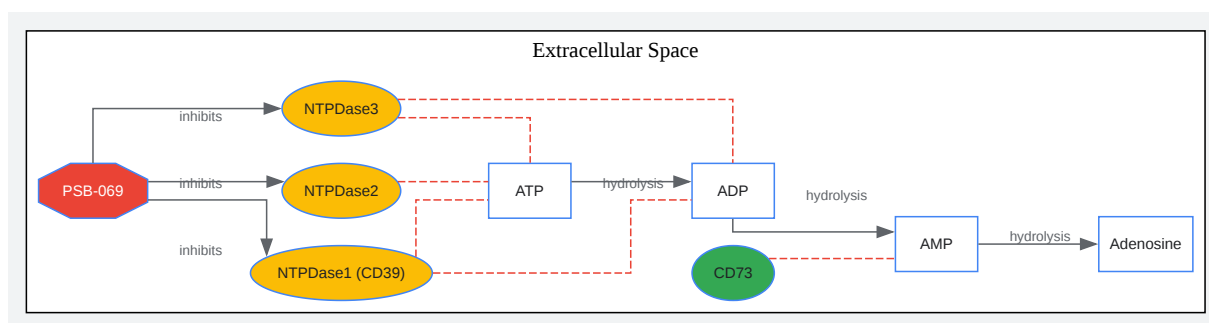 Extracellular Space
NTPDase3
inhibits
PSB-069
inhibits
NTPDase2
ATP
hydrolysis
ADP
hydrolysis
inhibits
NTPDase1 (CD39)
CD73
AMP
hydrolysis
Adenosine